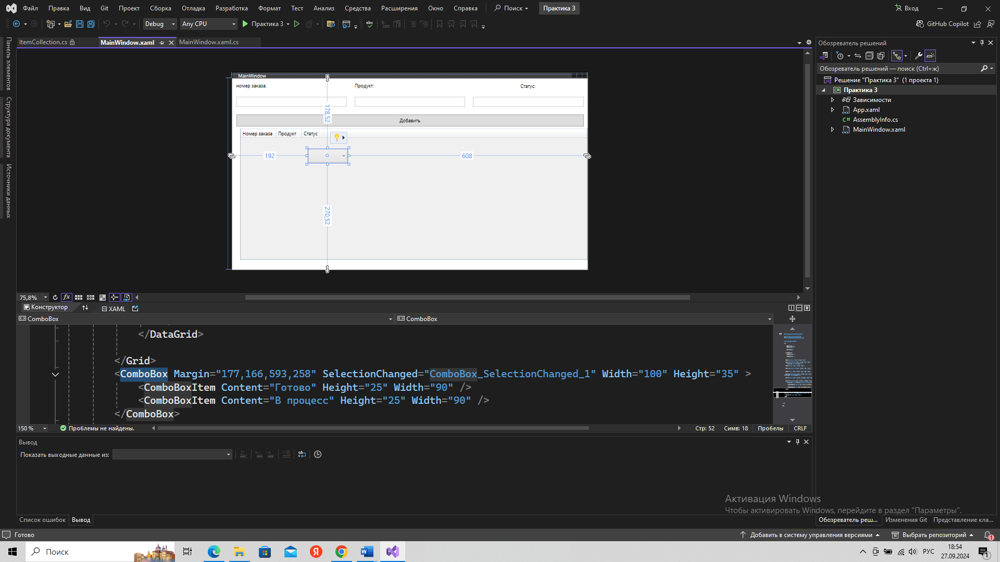 Файл Правка Вид Git Проект Сборка Отладка Разработка Формат Тест Анализ Средства Расширения Окно Справка Поиск Практика 3 Вход
Debug Any CPU Практика 3 GitHub Copilot
ItemCollection.cs MainWindow.xaml MainWindow.xaml.cs
Панель элементов
Структура документа
Источники данных
MainWindow
номер заказа: Продукт: Статус:
Добавить
Номер заказа Продукт Статус
178,52
192
608
270,52
75,8%
Конструктор XAML
ComboBox ComboBox
</DataGrid>
</Grid>
<ComboBox Margin="177,166,593,258" SelectionChanged="ComboBox_SelectionChanged_1" Width="100" Height="35" >
<ComboBoxItem Content="Готово" Height="25" Width="90" />
<ComboBoxItem Content="В процесс" Height="25" Width="90" />
</ComboBox>
150 % Проблемы не найдены. Стр: 52 Симв: 18 Пробелы CRLF
Вывод
Показать выходные данные из:
Список ошибок Вывод
Обозреватель решений
Обозреватель решений — поиск (Ctrl+ж)
Решение "Практика 3" (1 проекта 1)
Практика 3
Зависимости
App.xaml
AssemblyInfo.cs
MainWindow.xaml
Активация Windows
Чтобы активировать Windows, перейдите в раздел "Параметры".
Обозреватель реш... Изменения Git Представление кла...
Готово Добавить в систему управления версиями Выбрать репозиторий 1
Поиск РУС 18:54
27.09.2024 1